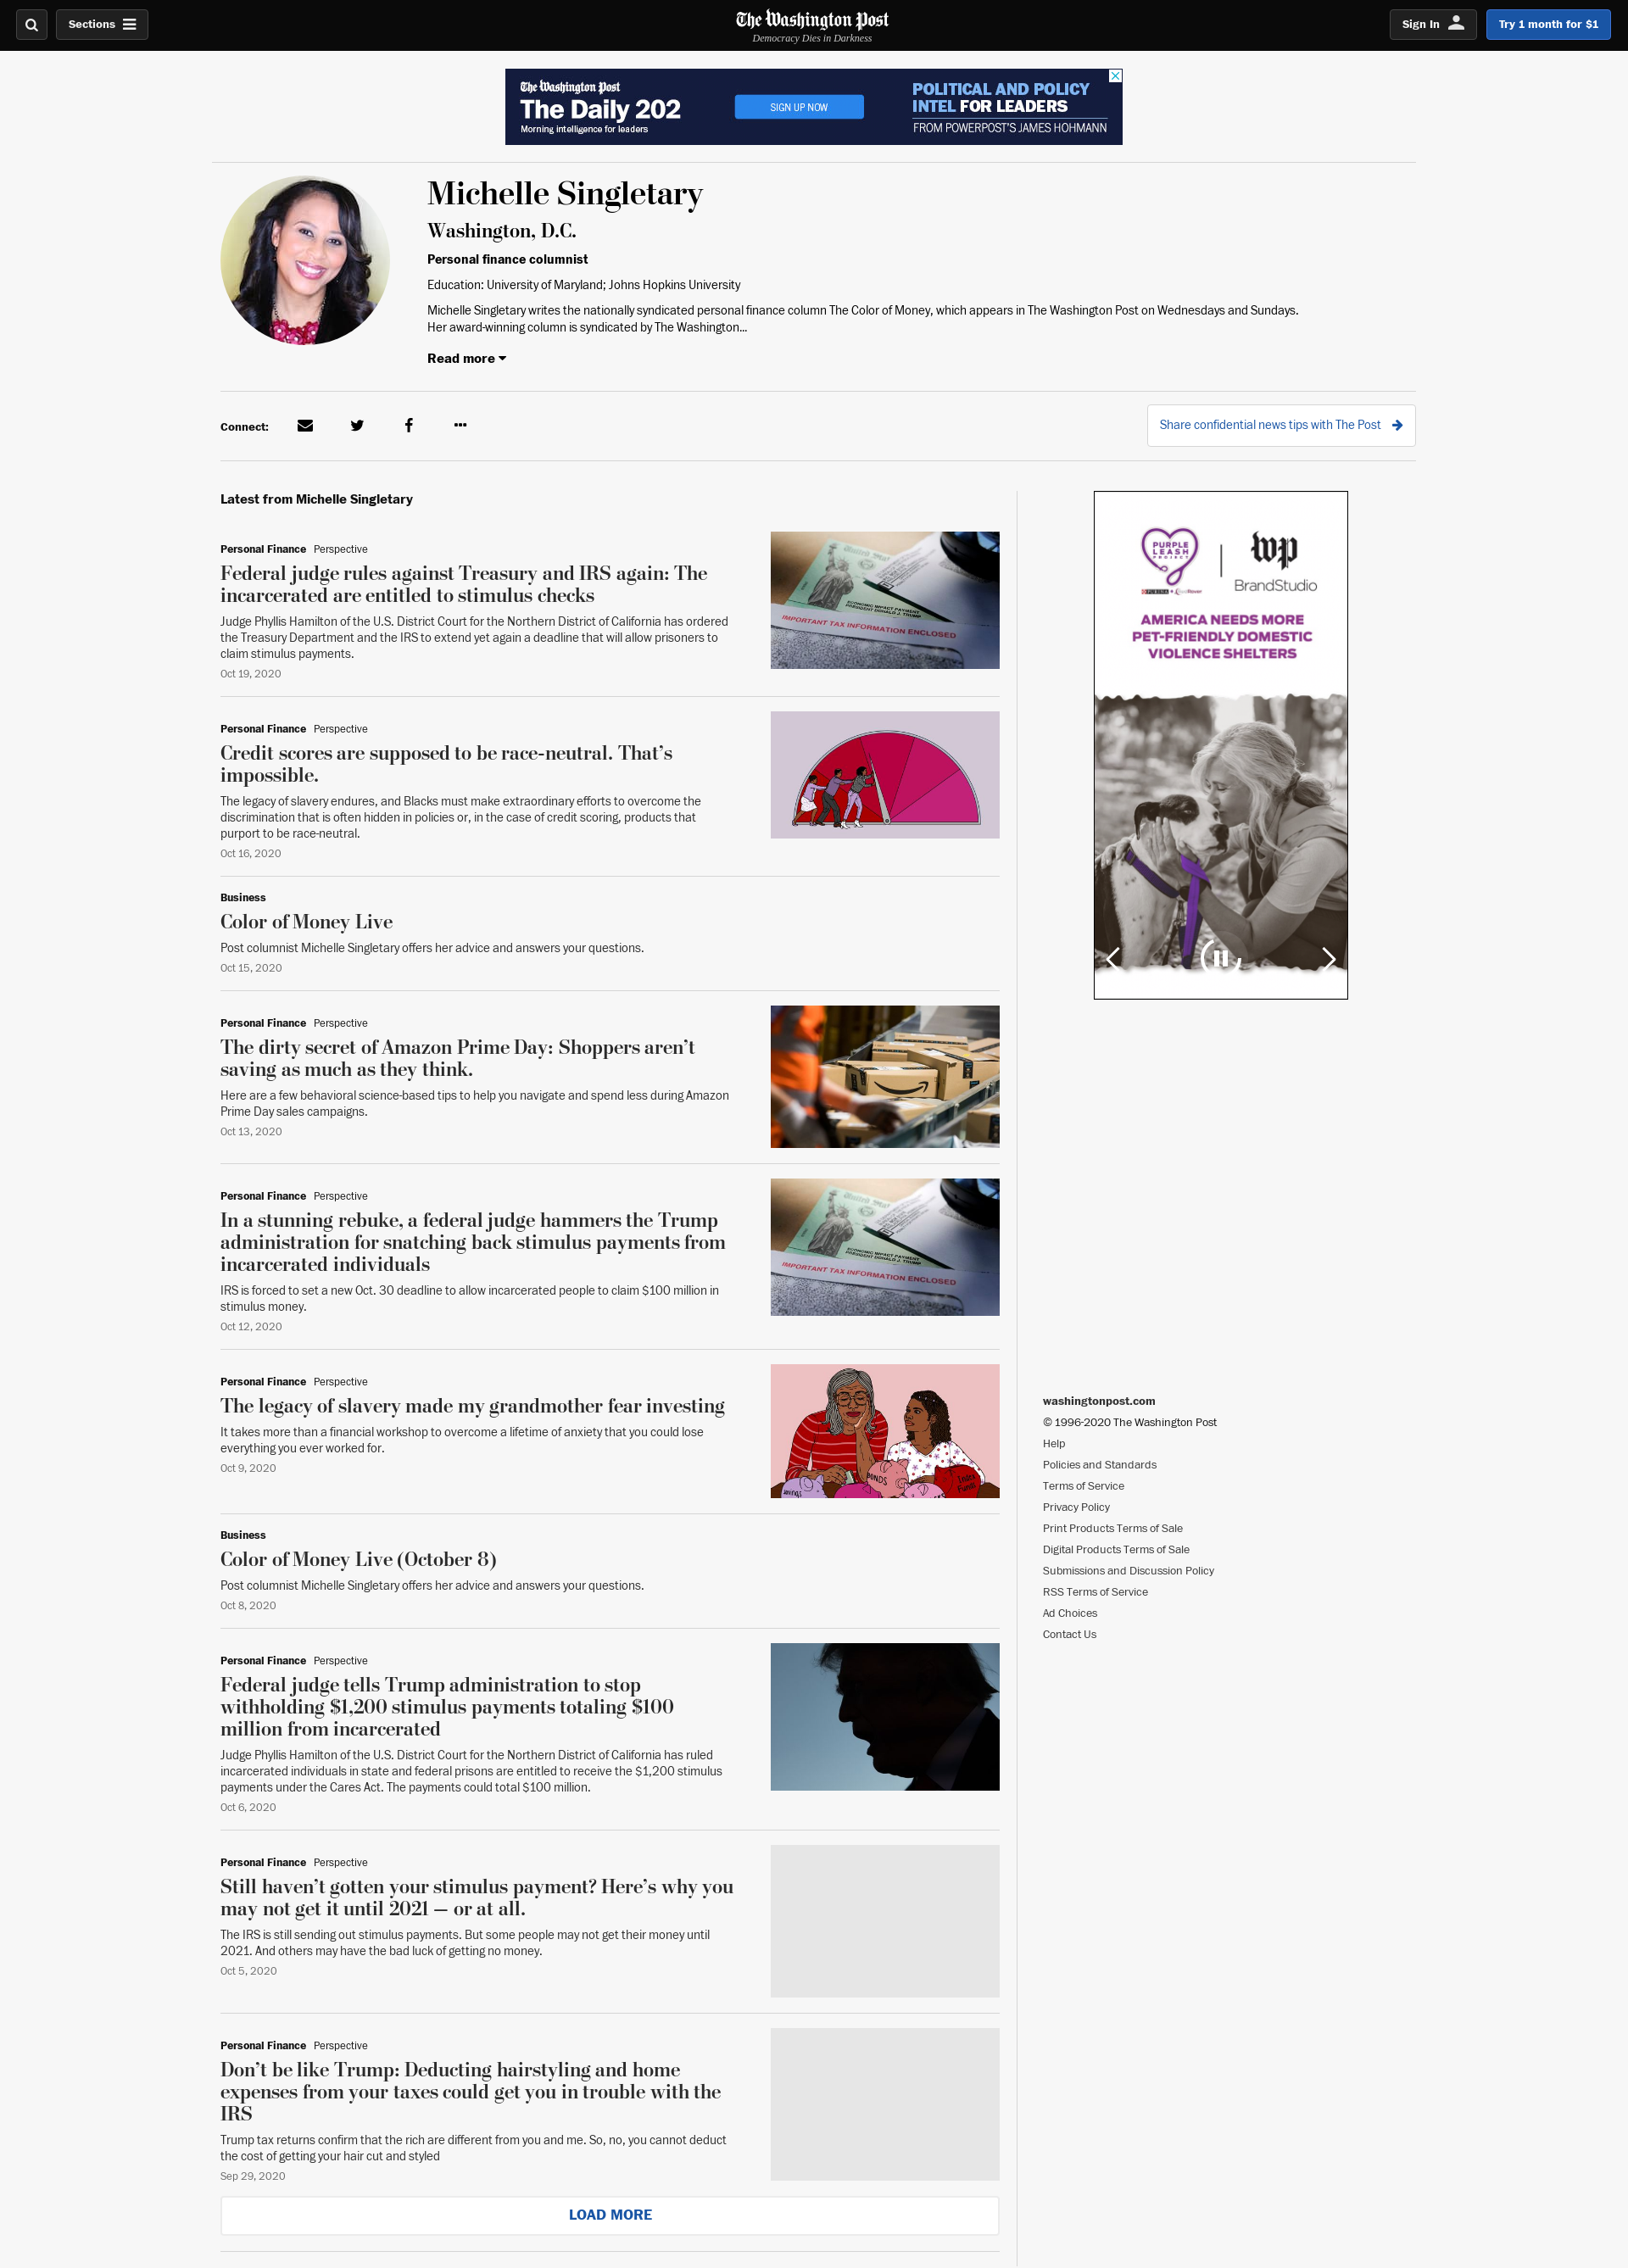 Sections
The Washington Post
Democracy Dies in Darkness
Sign In
Try 1 month for $1
The Washington Post
The Daily 202
Morning intelligence for leaders
SIGN UP NOW
POLITICAL AND POLICY
INTEL FOR LEADERS
FROM POWERPOST'S JAMES HOHMANN
Michelle Singletary
Washington, D.C.
Personal finance columnist
Education: University of Maryland; Johns Hopkins University
Michelle Singletary writes the nationally syndicated personal finance column The Color of Money, which appears in The Washington Post on Wednesdays and Sundays.
Her award-winning column is syndicated by The Washington...
Read more
Connect:
Share confidential news tips with The Post
Latest from Michelle Singletary
Personal Finance Perspective
Federal judge rules against Treasury and IRS again: The
incarcerated are entitled to stimulus checks
Judge Phyllis Hamilton of the U.S. District Court for the Northern District of California has ordered
the Treasury Department and the IRS to extend yet again a deadline that will allow prisoners to
claim stimulus payments.
Oct 19, 2020
ECONOMIC IMPACT PAYMENT
PRESIDENT DONALD J. TRUMP
IMPORTANT TAX INFORMATION ENCLOSED
Personal Finance Perspective
Credit scores are supposed to be race-neutral. That’s
impossible.
The legacy of slavery endures, and Blacks must make extraordinary efforts to overcome the
discrimination that is often hidden in policies or, in the case of credit scoring, products that
purport to be race-neutral.
Oct 16, 2020
Business
Color of Money Live
Post columnist Michelle Singletary offers her advice and answers your questions.
Oct 15, 2020
Personal Finance Perspective
The dirty secret of Amazon Prime Day: Shoppers aren’t
saving as much as they think.
Here are a few behavioral science-based tips to help you navigate and spend less during Amazon
Prime Day sales campaigns.
Oct 13, 2020
Personal Finance Perspective
In a stunning rebuke, a federal judge hammers the Trump
administration for snatching back stimulus payments from
incarcerated individuals
IRS is forced to set a new Oct. 30 deadline to allow incarcerated people to claim $100 million in
stimulus money.
Oct 12, 2020
ECONOMIC IMPACT PAYMENT
PRESIDENT DONALD J. TRUMP
IMPORTANT TAX INFORMATION ENCLOSED
Personal Finance Perspective
The legacy of slavery made my grandmother fear investing
It takes more than a financial workshop to overcome a lifetime of anxiety that you could lose
everything you ever worked for.
Oct 9, 2020
BONDS
Index
Funds
Business
Color of Money Live (October 8)
Post columnist Michelle Singletary offers her advice and answers your questions.
Oct 8, 2020
Personal Finance Perspective
Federal judge tells Trump administration to stop
withholding $1,200 stimulus payments totaling $100
million from incarcerated
Judge Phyllis Hamilton of the U.S. District Court for the Northern District of California has ruled
incarcerated individuals in state and federal prisons are entitled to receive the $1,200 stimulus
payments under the Cares Act. The payments could total $100 million.
Oct 6, 2020
Personal Finance Perspective
Still haven’t gotten your stimulus payment? Here’s why you
may not get it until 2021 — or at all.
The IRS is still sending out stimulus payments. But some people may not get their money until
2021. And others may have the bad luck of getting no money.
Oct 5, 2020
Personal Finance Perspective
Don’t be like Trump: Deducting hairstyling and home
expenses from your taxes could get you in trouble with the
IRS
Trump tax returns confirm that the rich are different from you and me. So, no, you cannot deduct
the cost of getting your hair cut and styled
Sep 29, 2020
LOAD MORE
PURPLE
LEASH
PROJECT
wp
BrandStudio
AMERICA NEEDS MORE
PET-FRIENDLY DOMESTIC
VIOLENCE SHELTERS
washingtonpost.com
© 1996-2020 The Washington Post
Help
Policies and Standards
Terms of Service
Privacy Policy
Print Products Terms of Sale
Digital Products Terms of Sale
Submissions and Discussion Policy
RSS Terms of Service
Ad Choices
Contact Us